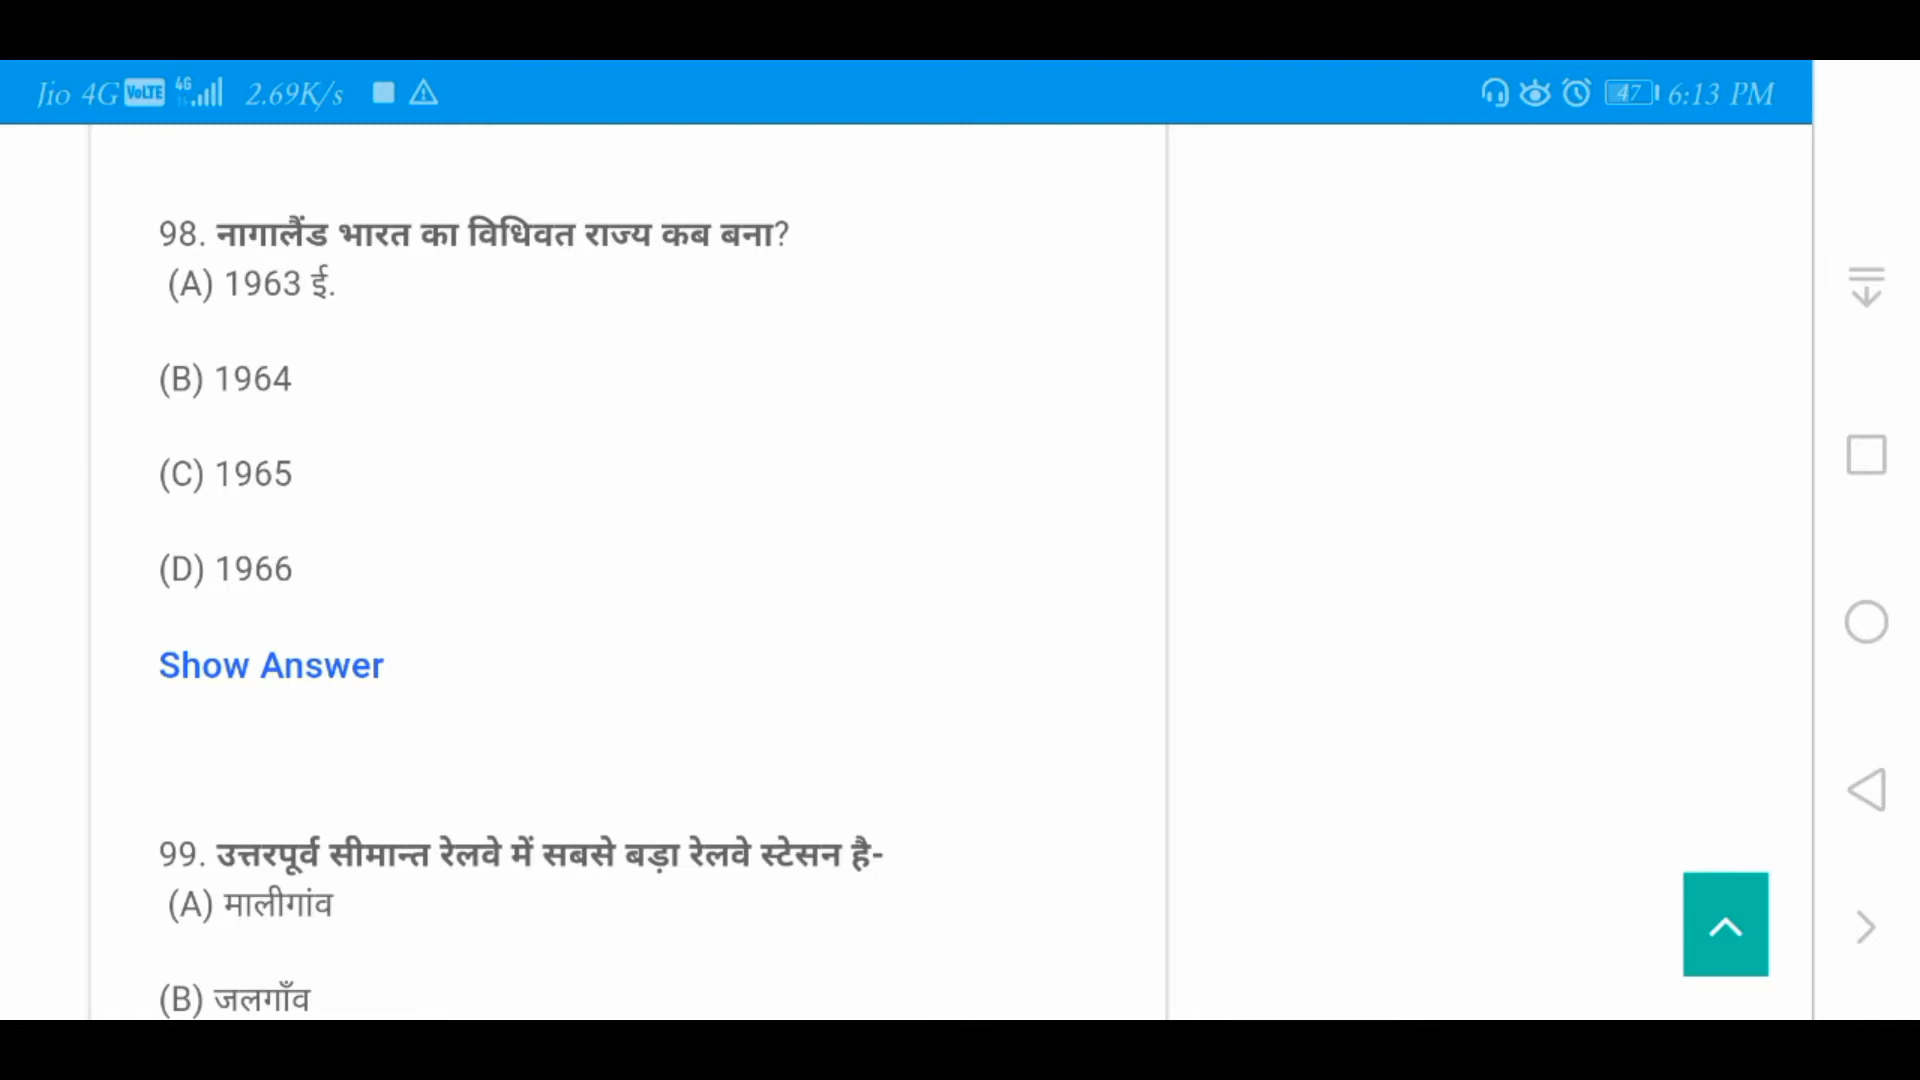 Jio 4G VoLTE 4G 2.69K/s 47 6:13 PM
98. नागालैंड भारत का विधिवत राज्य कब बना?
(A) 1963 ई.
(B) 1964
(C) 1965
(D) 1966
Show Answer
99. उत्तरपूर्व सीमान्त रेलवे में सबसे बड़ा रेलवे स्टेसन है-
(A) मालीगांव
(B) जलगाँव